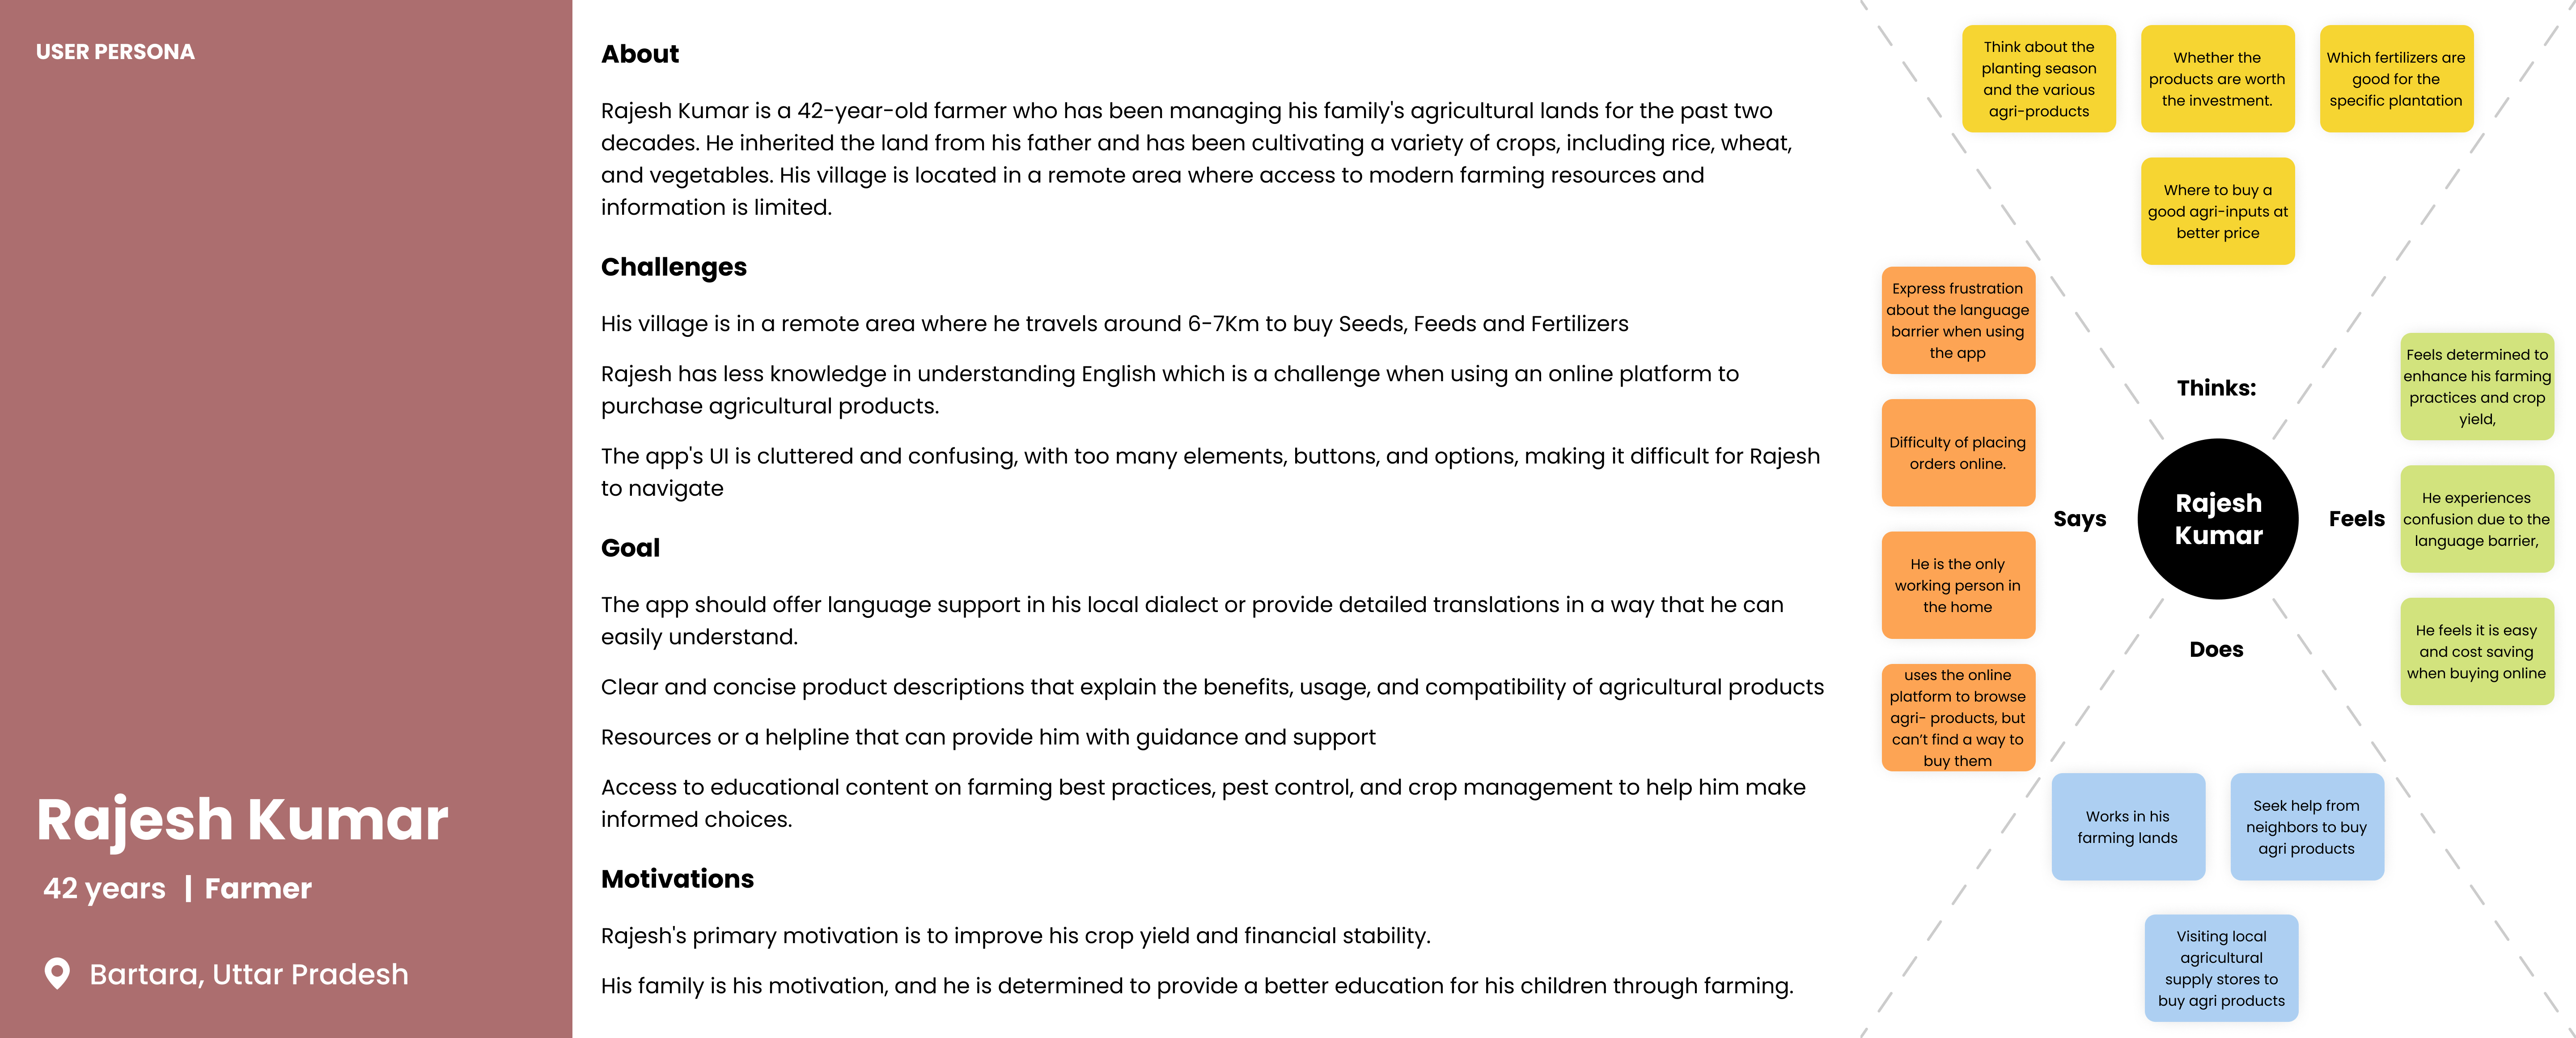 USER PERSONA
Rajesh Kumar
42 years | Farmer
Bartara, Uttar Pradesh
About
Rajesh Kumar is a 42-year-old farmer who has been managing his family's agricultural lands for the past two
decades. He inherited the land from his father and has been cultivating a variety of crops, including rice, wheat,
and vegetables. His village is located in a remote area where access to modern farming resources and
information is limited.
Challenges
His village is in a remote area where he travels around 6-7Km to buy Seeds, Feeds and Fertilizers
Rajesh has less knowledge in understanding English which is a challenge when using an online platform to
purchase agricultural products.
The app's UI is cluttered and confusing, with too many elements, buttons, and options, making it difficult for Rajesh
to navigate
Goal
The app should offer language support in his local dialect or provide detailed translations in a way that he can
easily understand.
Clear and concise product descriptions that explain the benefits, usage, and compatibility of agricultural products
Resources or a helpline that can provide him with guidance and support
Access to educational content on farming best practices, pest control, and crop management to help him make
informed choices.
Motivations
Rajesh's primary motivation is to improve his crop yield and financial stability.
His family is his motivation, and he is determined to provide a better education for his children through farming.
Think about the
planting season
and the various
agri-products
Whether the
products are worth
the investment.
Which fertilizers are
good for the
specific plantation
Where to buy a
good agri-inputs at
better price
Thinks:
Express frustration
about the language
barrier when using
the app
Difficulty of placing
orders online.
He is the only
working person in
the home
uses the online
platform to browse
agri- products, but
can't find a way to
buy them
Says
Rajesh
Kumar
Feels
Feels determined to
enhance his farming
practices and crop
yield,
He experiences
confusion due to the
language barrier,
He feels it is easy
and cost saving
when buying online
Does
Works in his
farming lands
Seek help from
neighbors to buy
agri products
Visiting local
agricultural
supply stores to
buy agri products